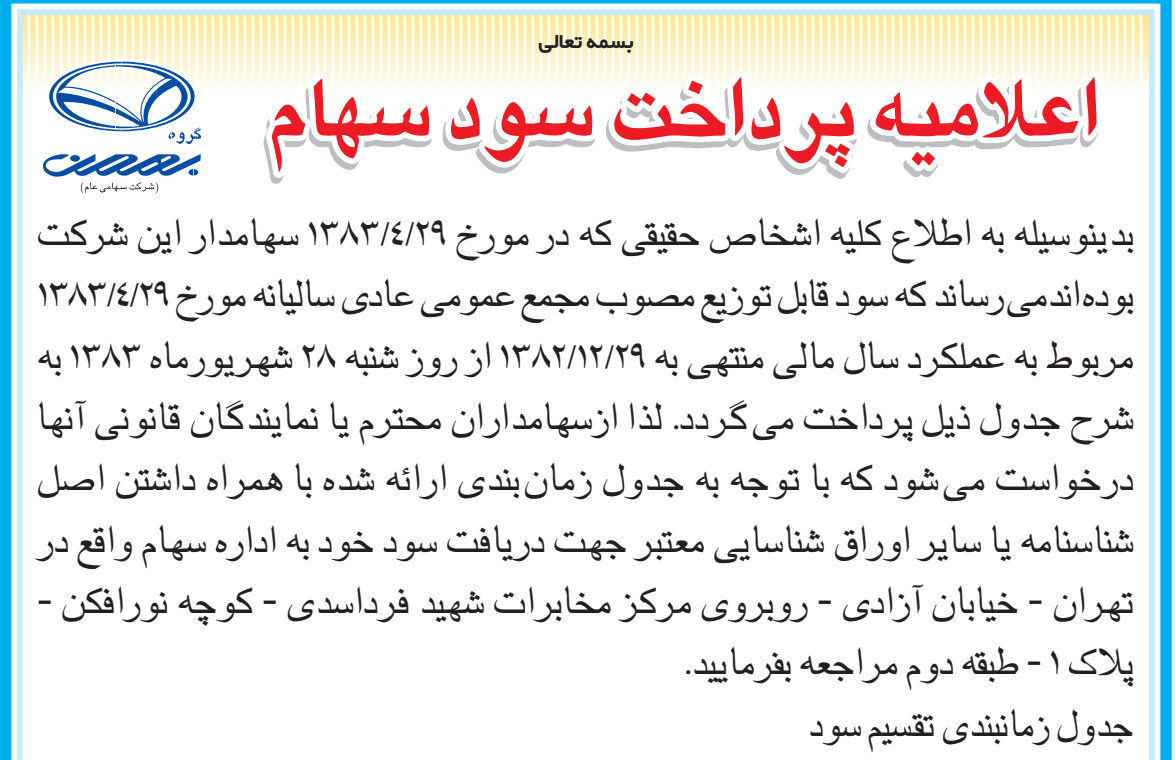 بسمه تعالی
اعلامیه پرداخت سود سهام
گروه
بهمن
(شرکت سهامی عام)
بدینوسیله به اطلاع کلیه اشخاص حقیقی که در مورخ ۱۳۸۳/٤/۲۹ سهامدار این شرکت
بوده‌اندمی‌رساند که سود قابل توزیع مصوب مجمع عمومی عادی سالیانه مورخ ۱۳۸۳/٤/۲۹
مربوط به عملکرد سال مالی منتهی به ۱۳۸۲/۱۲/۲۹ از روز شنبه ۲۸ شهریورماه ۱۳۸۳ به
شرح جدول ذیل پرداخت می‌گردد. لذا ازسهامداران محترم یا نمایندگان قانونی آنها
درخواست می‌شود که با توجه به جدول زمان‌بندی ارائه شده با همراه داشتن اصل
شناسنامه یا سایر اوراق شناسایی معتبر جهت دریافت سود خود به اداره سهام واقع در
تهران - خیابان آزادی - روبروی مرکز مخابرات شهید فرداسدی - کوچه نورافکن -
پلاک ۱ - طبقه دوم مراجعه بفرمایید.
جدول زمانبندی تقسیم سود